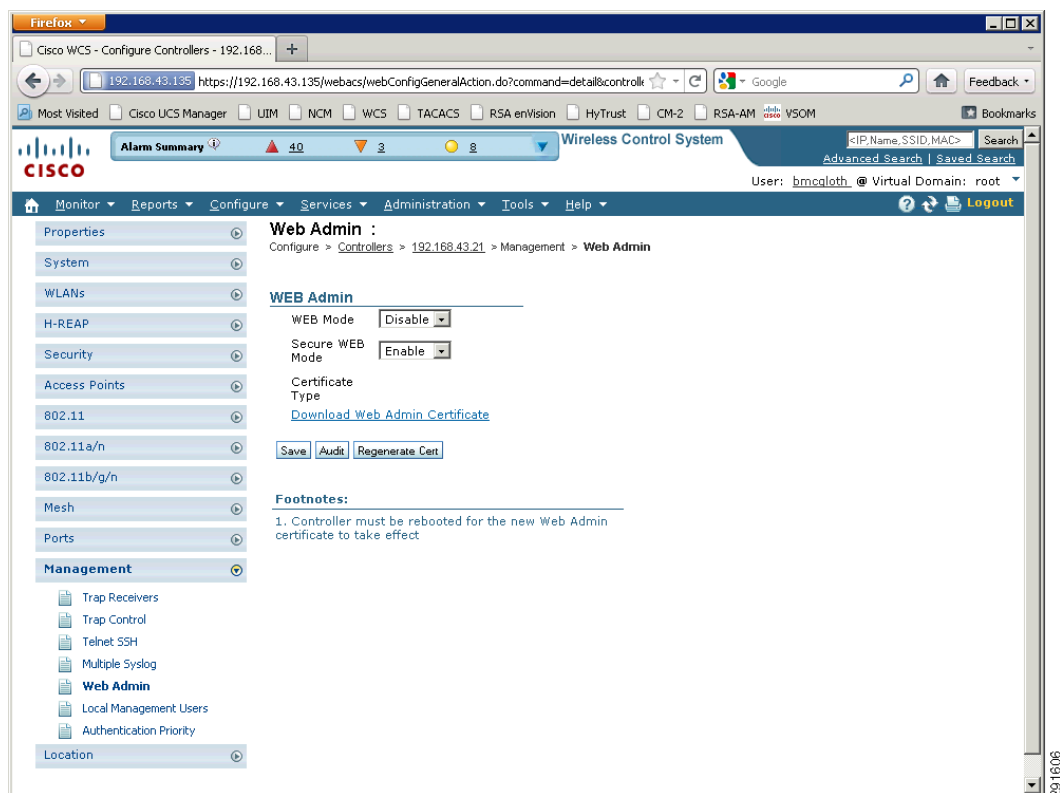 Firefox
Cisco WCS - Configure Controllers - 192.168... +
192.168.43.135 https://192.168.43.135/webacs/webConfigGeneralAction.do?command=detail&controlle Google Feedback
Most Visited Cisco UCS Manager UIM NCM WCS TACACS RSA enVision HyTrust CM-2 RSA-AM VSOM Bookmarks
CISCO
Alarm Summary 40 3 8
Wireless Control System
<IP,Name,SSID,MAC> Search
Advanced Search | Saved Search
User: bmcgloth @ Virtual Domain: root
Monitor Reports Configure Services Administration Tools Help Logout
Properties
System
WLANs
H-REAP
Security
Access Points
802.11
802.11a/n
802.11b/g/n
Mesh
Ports
Management
Trap Receivers
Trap Control
Telnet SSH
Multiple Syslog
Web Admin
Local Management Users
Authentication Priority
Location
Web Admin :
Configure > Controllers > 192.168.43.21 > Management > Web Admin
WEB Admin
WEB Mode Disable
Secure WEB
Mode Enable
Certificate
Type
Download Web Admin Certificate
Save Audit Regenerate Cert
Footnotes:
1. Controller must be rebooted for the new Web Admin
certificate to take effect
291606